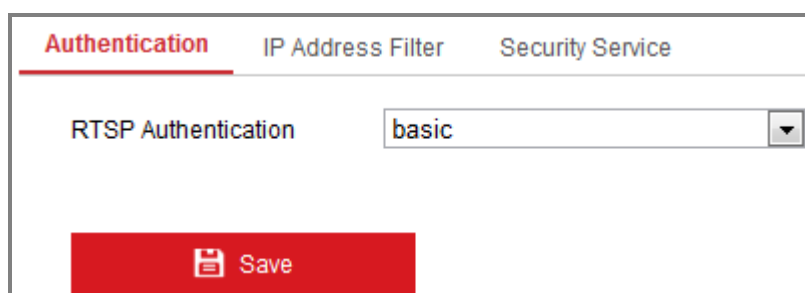 Authentication IP Address Filter Security Service
RTSP Authentication basic
Save